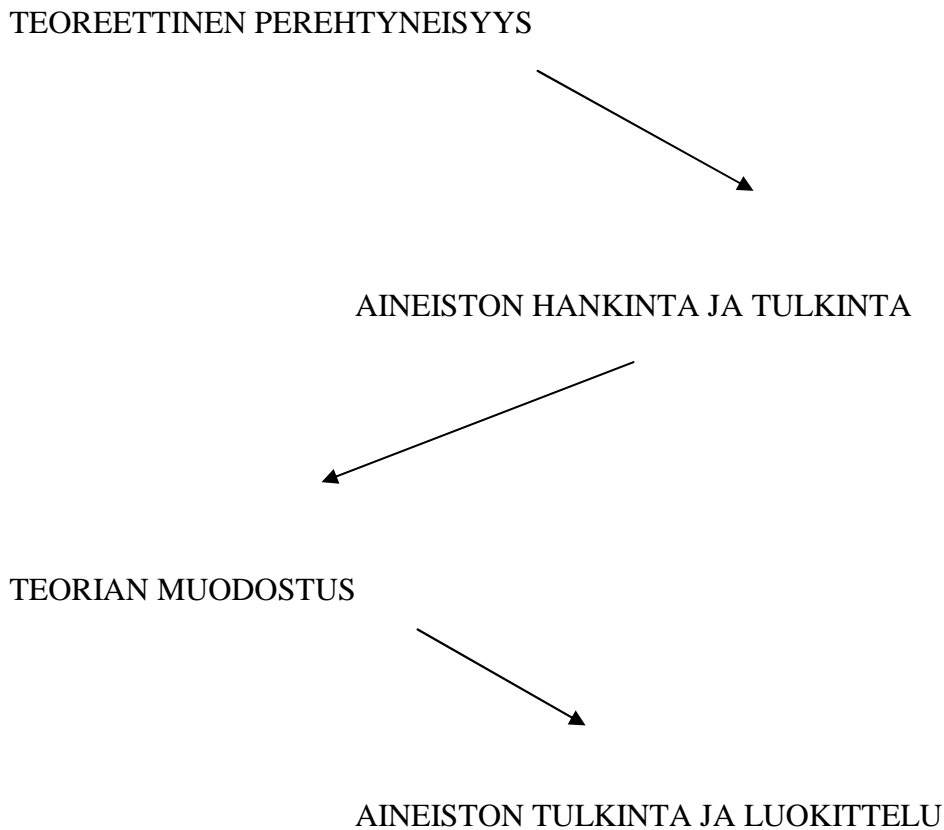 TEOREETTINEN PEREHTYNEISYYS
AINEISTON HANKINTA JA TULKINTA
TEORIAN MUODOSTUS
AINEISTON TULKINTA JA LUOKITTELU